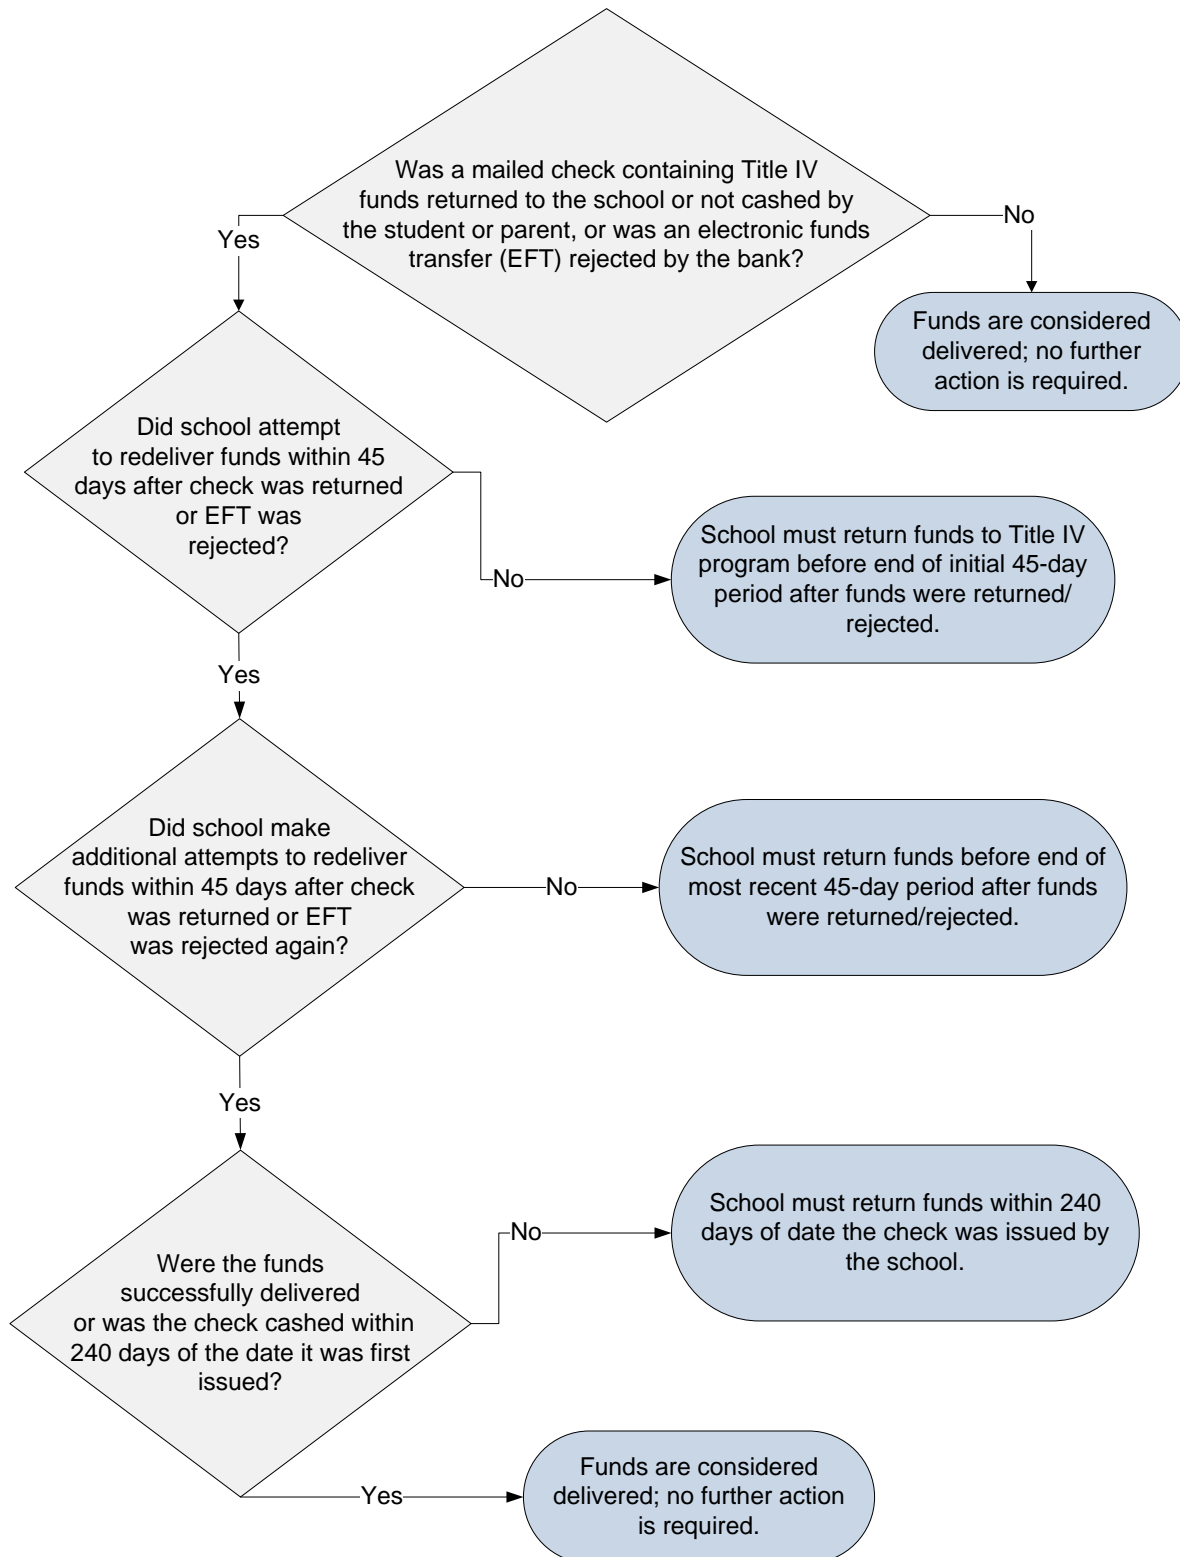 Was a mailed check containing Title IV
funds returned to the school or not cashed by
the student or parent, or was an electronic funds
transfer (EFT) rejected by the bank?
No
Yes
Funds are considered
delivered; no further
action is required.
Did school attempt
to redeliver funds within 45
days after check was returned
or EFT was
rejected?
No
School must return funds to Title IV
program before end of initial 45-day
period after funds were returned/
rejected.
Yes
Did school make
additional attempts to redeliver
funds within 45 days after check
was returned or EFT
was rejected again?
No
School must return funds before end of
most recent 45-day period after funds
were returned/rejected.
Yes
Were the funds
successfully delivered
or was the check cashed within
240 days of the date it was first
issued?
No
School must return funds within 240
days of date the check was issued by
the school.
Yes
Funds are considered
delivered; no further action
is required.